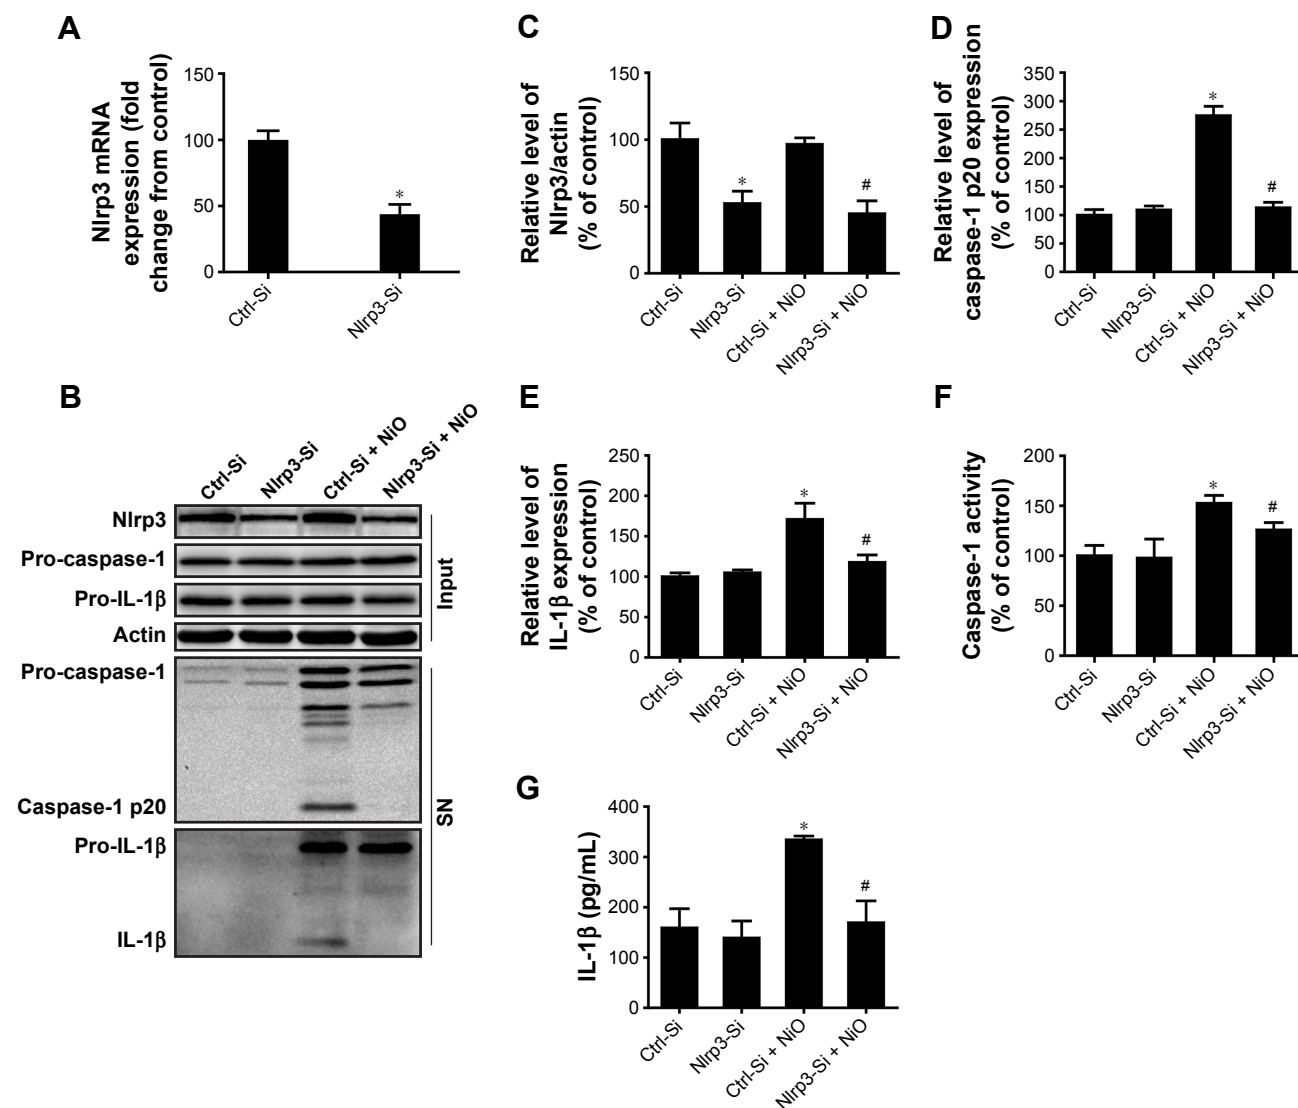 A
Nlrp3 mRNA
expression (fold
change from control)
150
100
50
0
*
Ctrl-Si
Nlrp3-Si
C
Relative level of
Nlrp3/actin
(% of control)
150
100
50
0
*
#
Ctrl-Si
Nlrp3-Si
Ctrl-Si + NiO
Nlrp3-Si + NiO
D
Relative level of
caspase-1 p20 expression
(% of control)
350
300
250
200
150
100
50
0
*
#
Ctrl-Si
Nlrp3-Si
Ctrl-Si + NiO
Nlrp3-Si + NiO
B
Ctrl-Si
Nlrp3-Si
Ctrl-Si + NiO
Nlrp3-Si + NiO
Nlrp3
Pro-caspase-1
Pro-IL-1β
Actin
Input
Pro-caspase-1
Caspase-1 p20
Pro-IL-1β
IL-1β
SN
E
Relative level of
IL-1β expression
(% of control)
250
200
150
100
50
0
*
#
Ctrl-Si
Nlrp3-Si
Ctrl-Si + NiO
Nlrp3-Si + NiO
F
Caspase-1 activity
(% of control)
200
150
100
50
0
*
#
Ctrl-Si
Nlrp3-Si
Ctrl-Si + NiO
Nlrp3-Si + NiO
G
IL-1β (pg/mL)
400
300
200
100
0
*
#
Ctrl-Si
Nlrp3-Si
Ctrl-Si + NiO
Nlrp3-Si + NiO